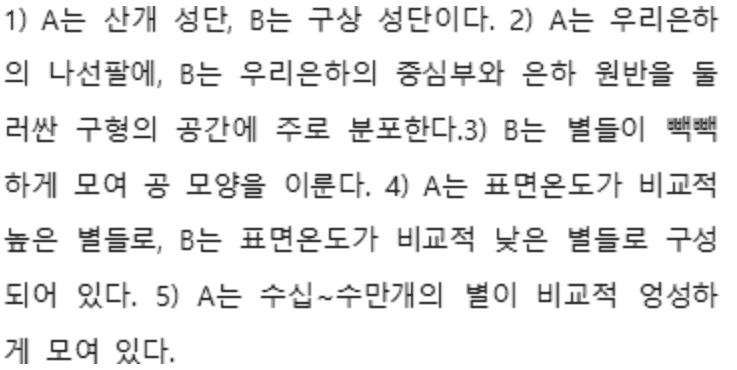 1) A는 산개 성단, B는 구상 성단이다. 2) A는 우리은하
의 나선팔에, B는 우리은하의 중심부와 은하 원반을 둘
러싼 구형의 공간에 주로 분포한다.3) B는 별들이 빽빽
하게 모여 공 모양을 이룬다. 4) A는 표면온도가 비교적
높은 별들로, B는 표면온도가 비교적 낮은 별들로 구성
되어 있다. 5) A는 수십~수만개의 별이 비교적 엉성하
게 모여 있다.